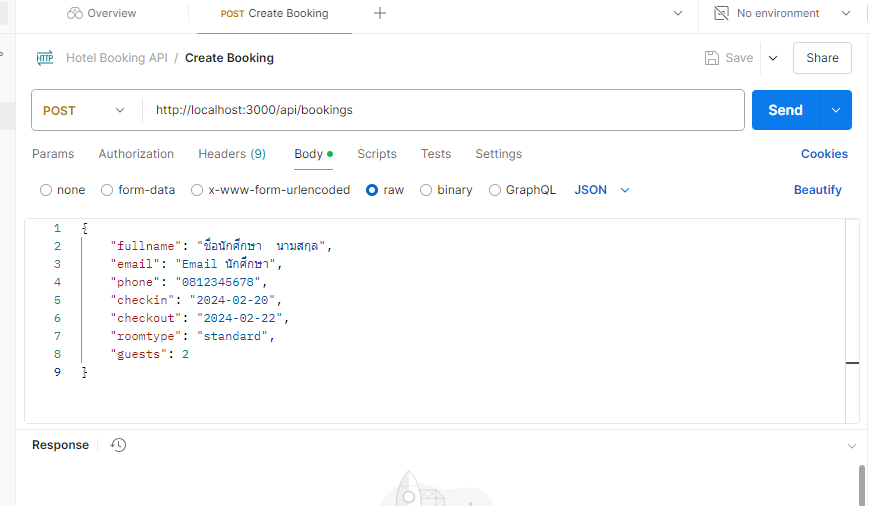 Overview
POST Create Booking
No environment
HTTP Hotel Booking API / Create Booking
Save
Share
POST
http://localhost:3000/api/bookings
Send
Params Authorization Headers (9) Body Scripts Tests Settings Cookies
none form-data x-www-form-urlencoded raw binary GraphQL JSON Beautify
1 {
2 "fullname": "ชื่อนักศึกษา นามสกุล",
3 "email": "Email นักศึกษา",
4 "phone": "0812345678",
5 "checkin": "2024-02-20",
6 "checkout": "2024-02-22",
7 "roomtype": "standard",
8 "guests": 2
9 }
Response